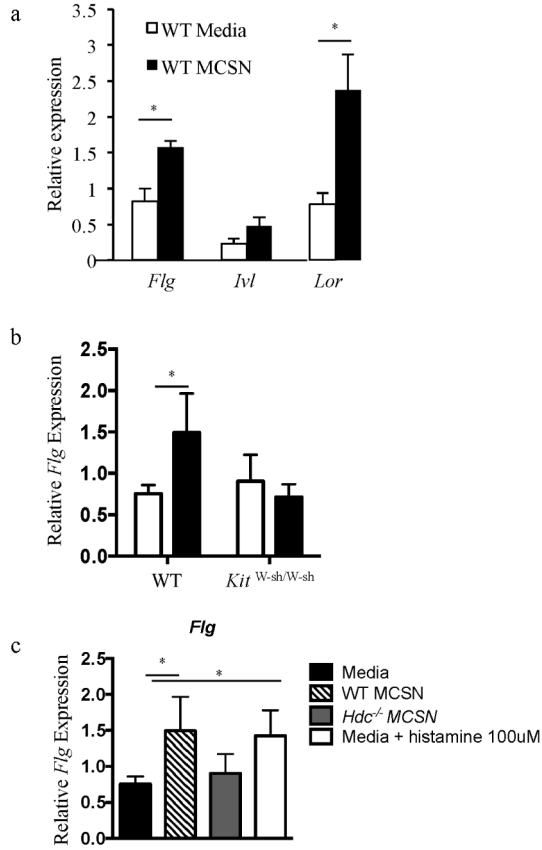 a
3.5
3
2.5
2
1.5
1
0.5
0
Relative expression
WT Media
WT MCSN
*
*
Flg Ivl Lor
b
2.5
2.0
1.5
1.0
0.5
0.0
Relative Flg Expression
*
WT Kit W-sh/W-sh
c
Flg
2.5
2.0
1.5
1.0
0.5
0.0
Relative Flg Expression
*
*
Media
WT MCSN
Hdc-/- MCSN
Media + histamine 100uM